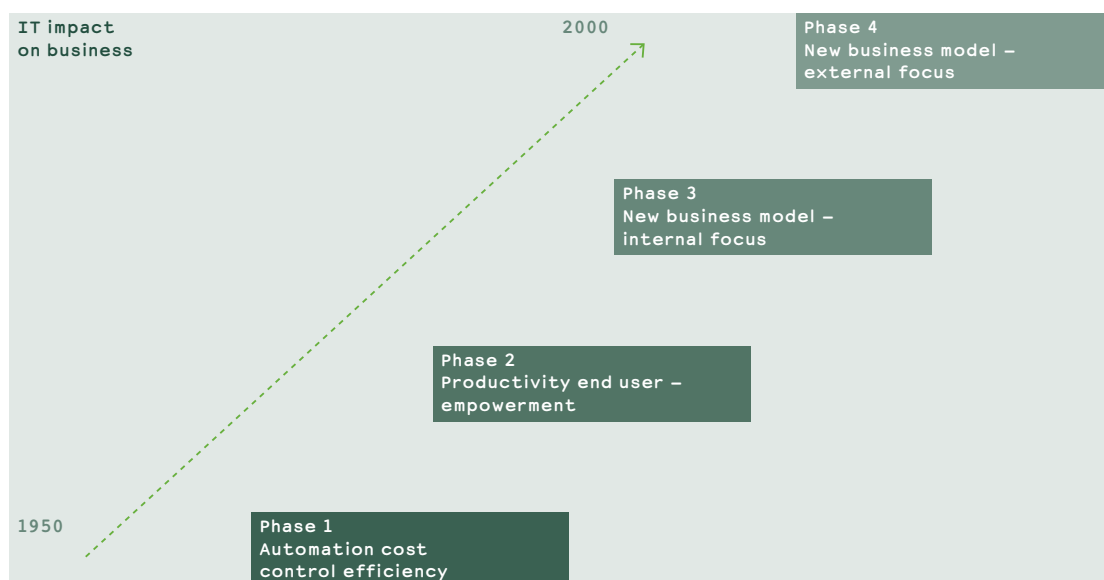 IT impact
on business
2000
Phase 4
New business model –
external focus
Phase 3
New business model –
internal focus
Phase 2
Productivity end user –
empowerment
1950
Phase 1
Automation cost
control efficiency